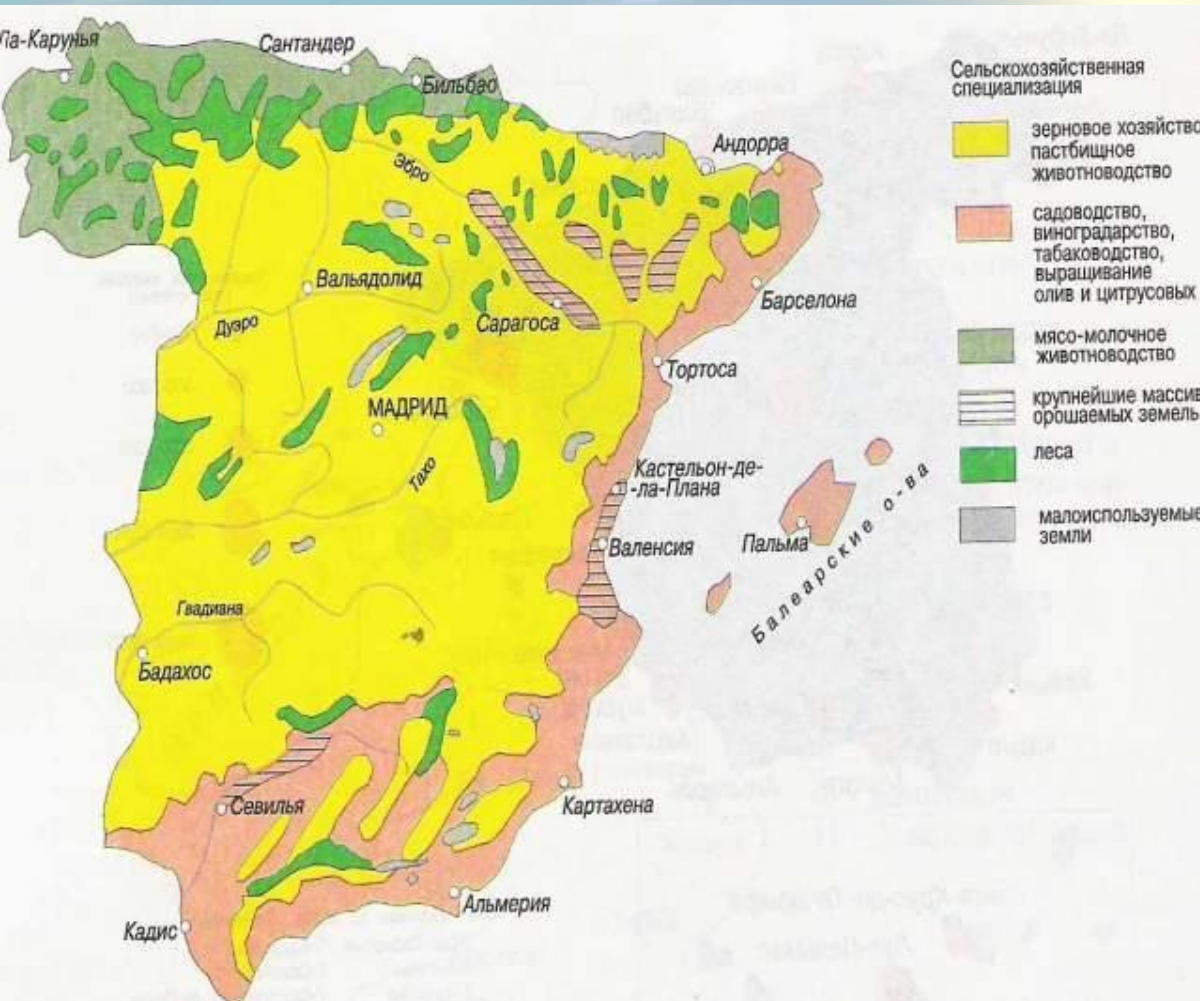 Ла-Карунья
Сантандер
Бильбао
Андорра
Эбро
Вальядолид
Дуэро
Сарагоса
Барселона
Тортоса
МАДРИД
Тахо
Кастельон-де-
-ла-Плана
Валенсия
Пальма
Балеарские о-ва
Гвадиана
Бадахос
Севилья
Картахена
Альмерия
Кадис
Сельскохозяйственная
специализация
зерновое хозяйство
пастбищное
животноводство
садоводство,
виноградарство,
табаководство,
выращивание
олив и цитрусовых
мясо-молочное
животноводство
крупнейшие массив
орошаемых земель
леса
малоиспользуемые
земли